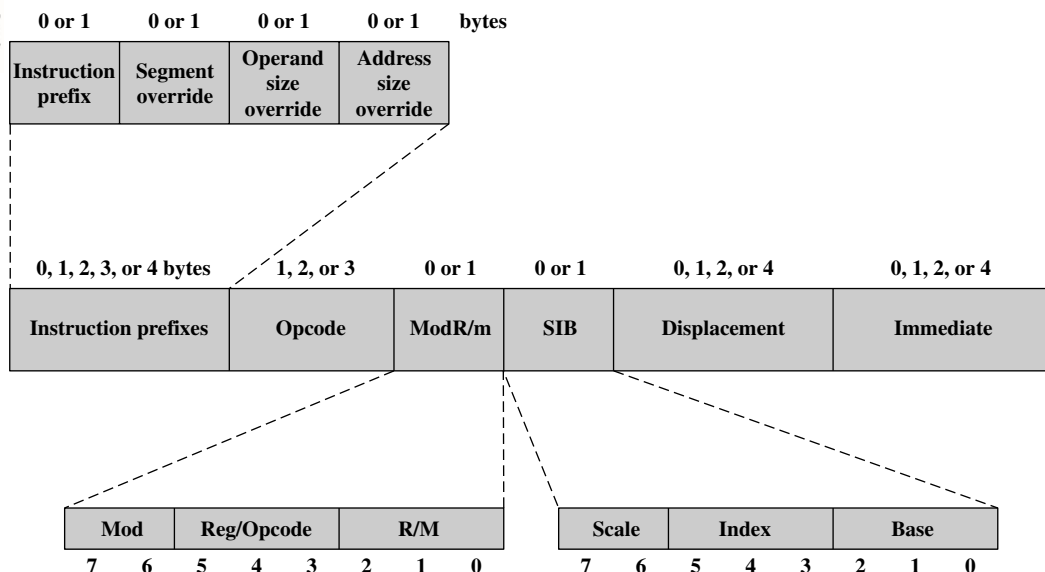 0 or 1 0 or 1 0 or 1 0 or 1 bytes
Instruction prefix
Segment override
Operand size override
Address size override
0, 1, 2, 3, or 4 bytes 1, 2, or 3 0 or 1 0 or 1 0, 1, 2, or 4 0, 1, 2, or 4
Instruction prefixes Opcode ModR/m SIB Displacement Immediate
Mod Reg/Opcode R/M Scale Index Base
7 6 5 4 3 2 1 0 7 6 5 4 3 2 1 0